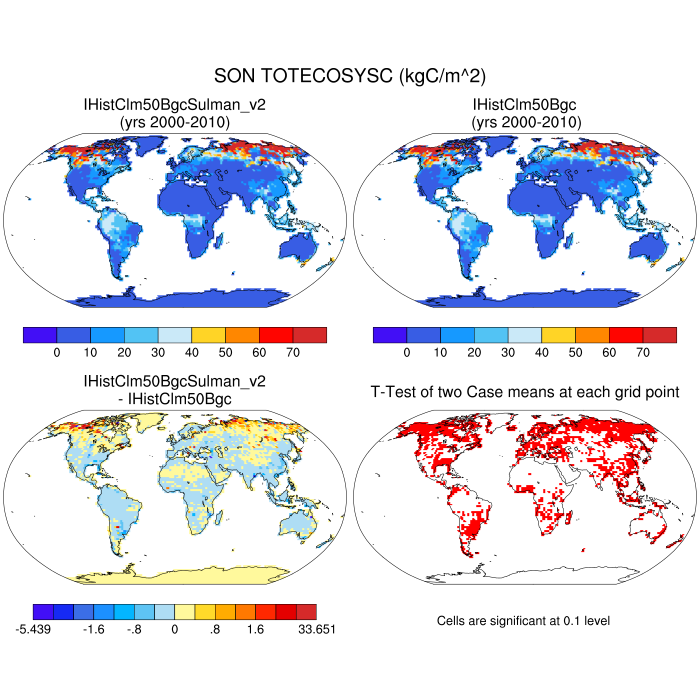 SON TOTECOSYSC (kgC/m^2)
IHistClm50BgcSulman_v2
(yrs 2000-2010)
IHistClm50Bgc
(yrs 2000-2010)
0 10 20 30 40 50 60 70
0 10 20 30 40 50 60 70
IHistClm50BgcSulman_v2
- IHistClm50Bgc
T-Test of two Case means at each grid point
-5.439 -1.6 -.8 0 .8 1.6 33.651
Cells are significant at 0.1 level